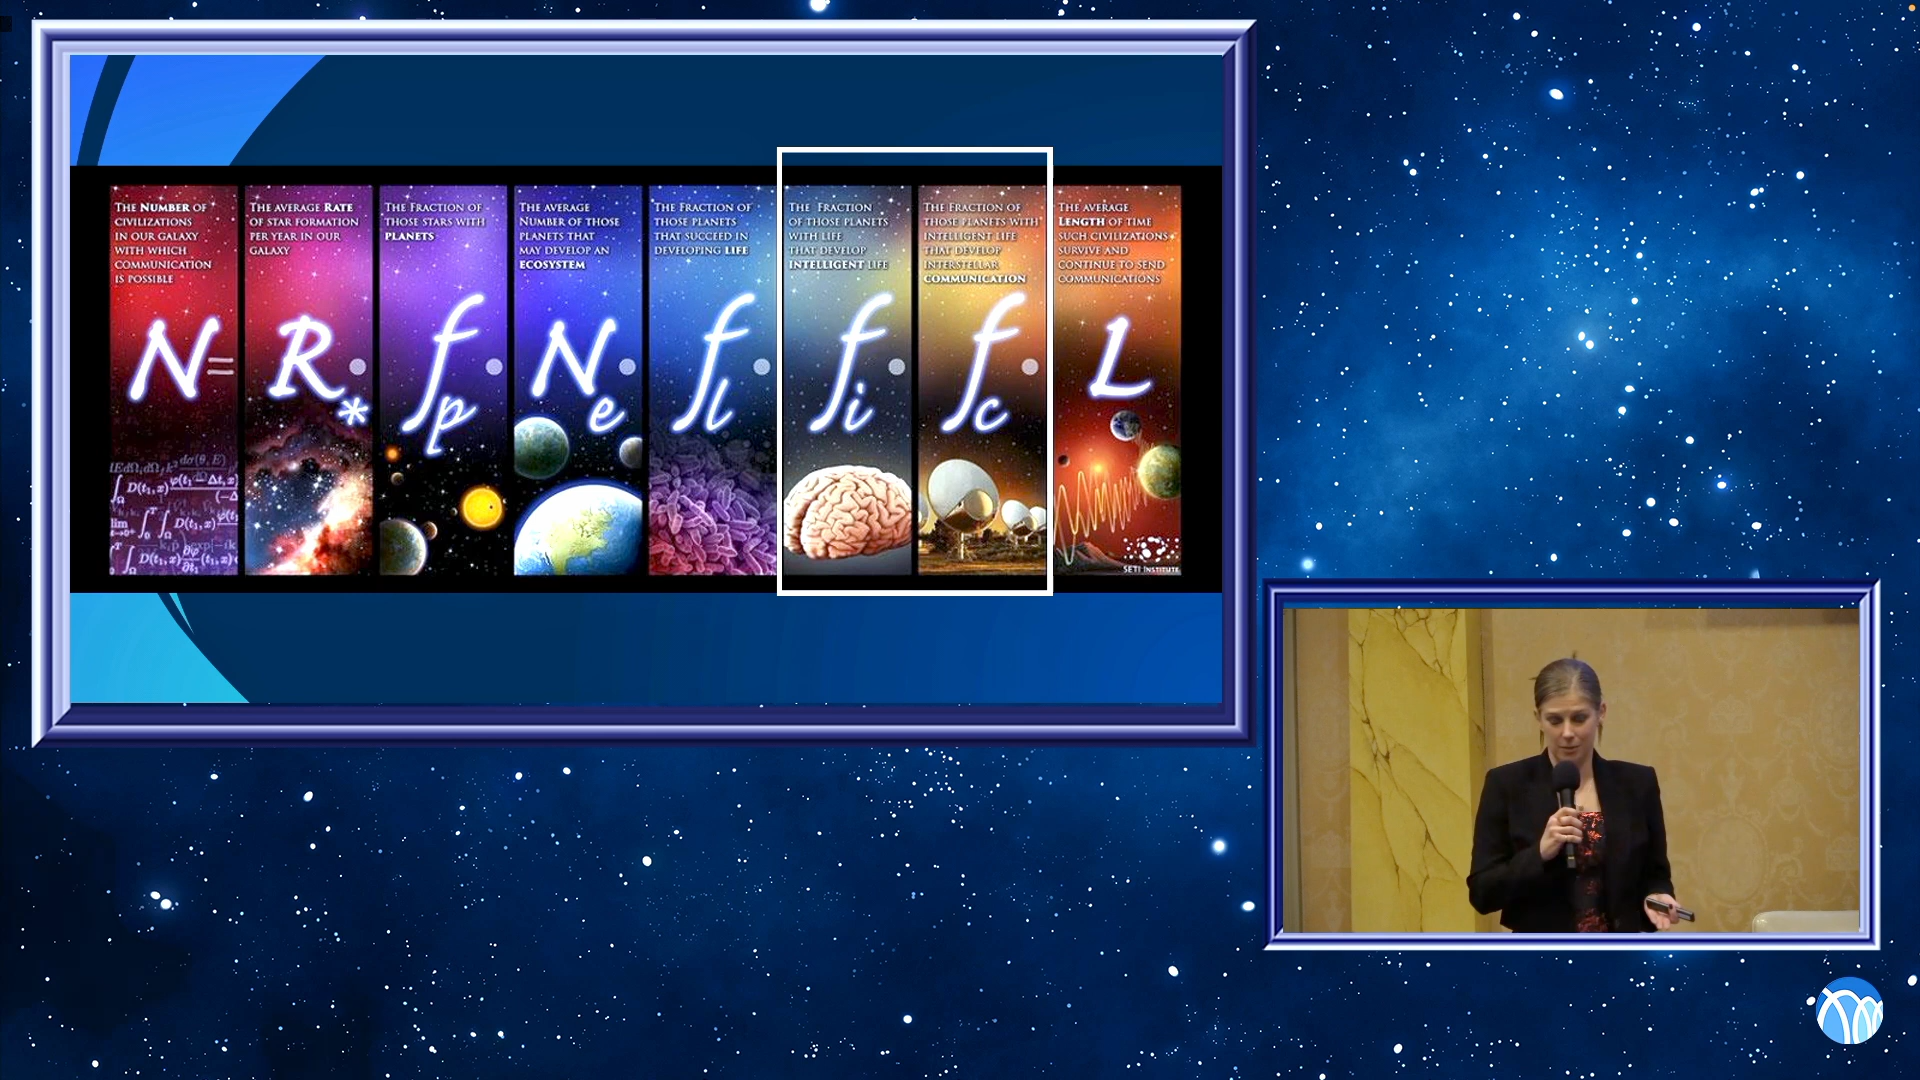 The Number of
civilizations
in our galaxy
with which
communication
is possible
N=
The average Rate
of star formation
per year in our
galaxy
R*
The Fraction of
those stars with
planets
fp
The average
Number of those
planets that
may develop an
ecosystem
Ne
The Fraction of
those planets
that succeed in
developing life
fl
The Fraction
of those planets
with life
that develop
intelligent life
fi
The Fraction of
those planets with
intelligent life
that develop
interstellar
communication
fc
The average
Length of time
such civilizations
survive and
continue to send
communications
L
SETI Institute